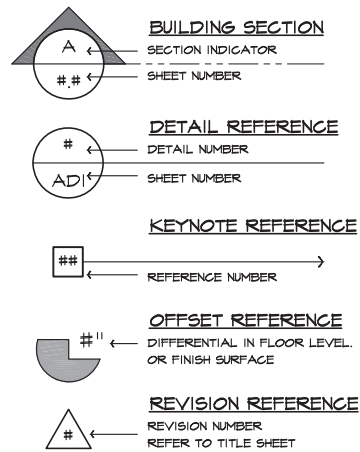 BUILDING SECTION
A
SECTION INDICATOR
#.#
SHEET NUMBER
DETAIL REFERENCE
#
DETAIL NUMBER
AD1
SHEET NUMBER
KEYNOTE REFERENCE
##
REFERENCE NUMBER
OFFSET REFERENCE
#"
DIFFERENTIAL IN FLOOR LEVEL.
OR FINISH SURFACE
REVISION REFERENCE
REVISION NUMBER
#
REFER TO TITLE SHEET